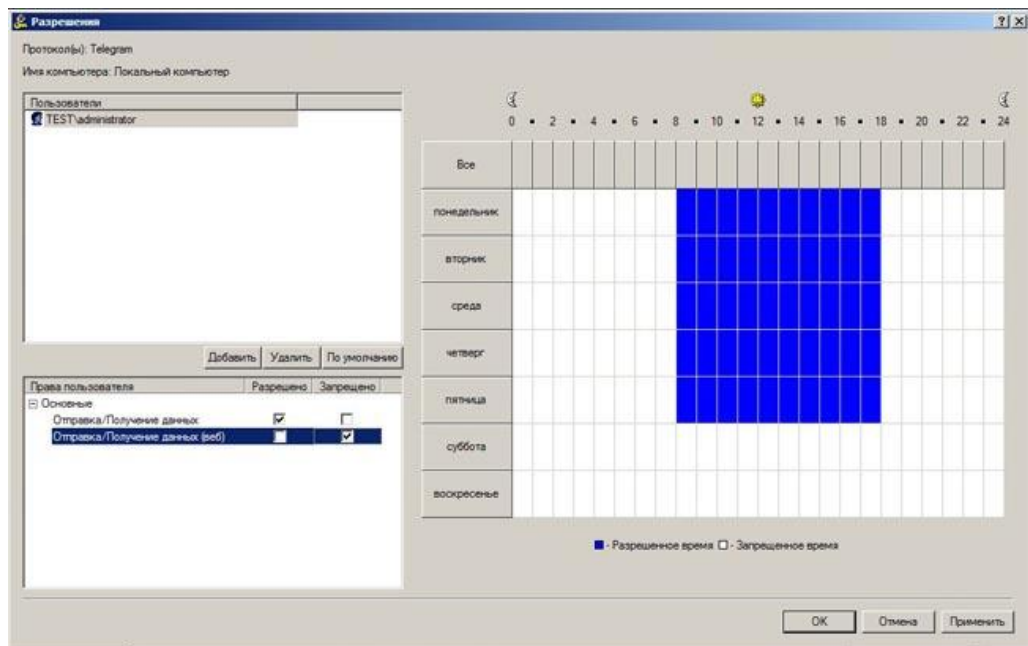 Разрешения
Протокол(ы): Telegram
Имя компьютера: Локальный компьютер
Пользователи
TEST\administrator
Добавить Удалить По умолчанию
Права пользователя Разрешено Запрещено
Основные
Отправка/Получение данных
Отправка/Получение данных (веб)
0 2 4 6 8 10 12 14 16 18 20 22 24
Все
понедельник
вторник
среда
четверг
пятница
суббота
воскресенье
- Разрешенное время - Запрещенное время
OK Отмена Применить